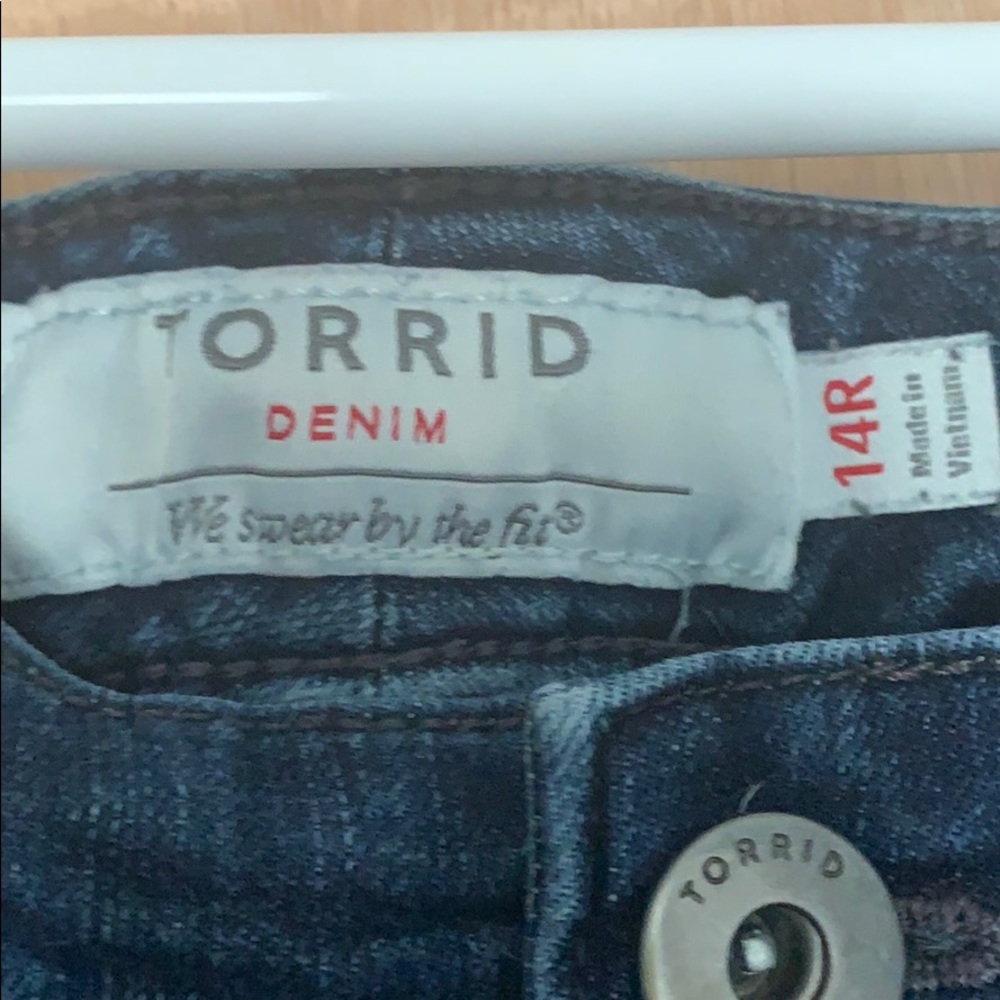 TORRID
DENIM
We swear by the fit®
14R
Made in
Vietnam
TORRID